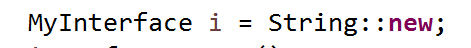 MyInterface i = String::new;